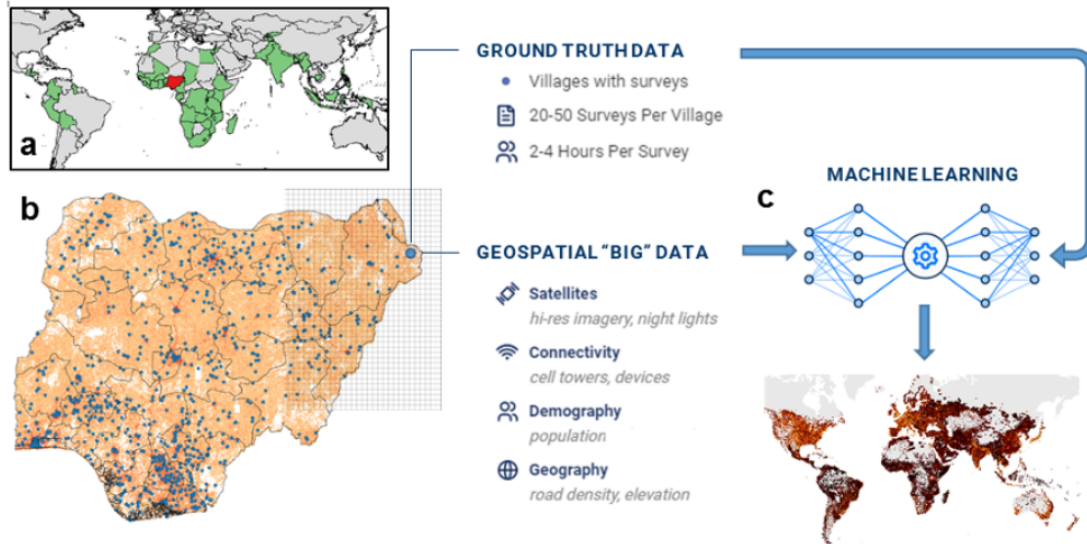 a
GROUND TRUTH DATA
Villages with surveys
20-50 Surveys Per Village
2-4 Hours Per Survey
b
GEOSPATIAL "BIG" DATA
Satellites
hi-res imagery, night lights
Connectivity
cell towers, devices
Demography
population
Geography
road density, elevation
MACHINE LEARNING
c